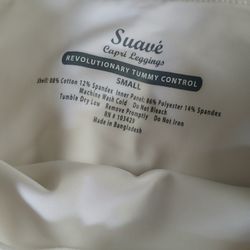 Suavé
Capri Leggings
REVOLUTIONARY TUMMY CONTROL
SMALL
Shell: 88% Cotton 12% Spandex Inner Panel: 86% Polyester 14% Spandex
Machine Wash Cold Do Not Bleach
Tumble Dry Low Remove Promptly Do Not Iron
RN # 103429
Made in Bangladesh